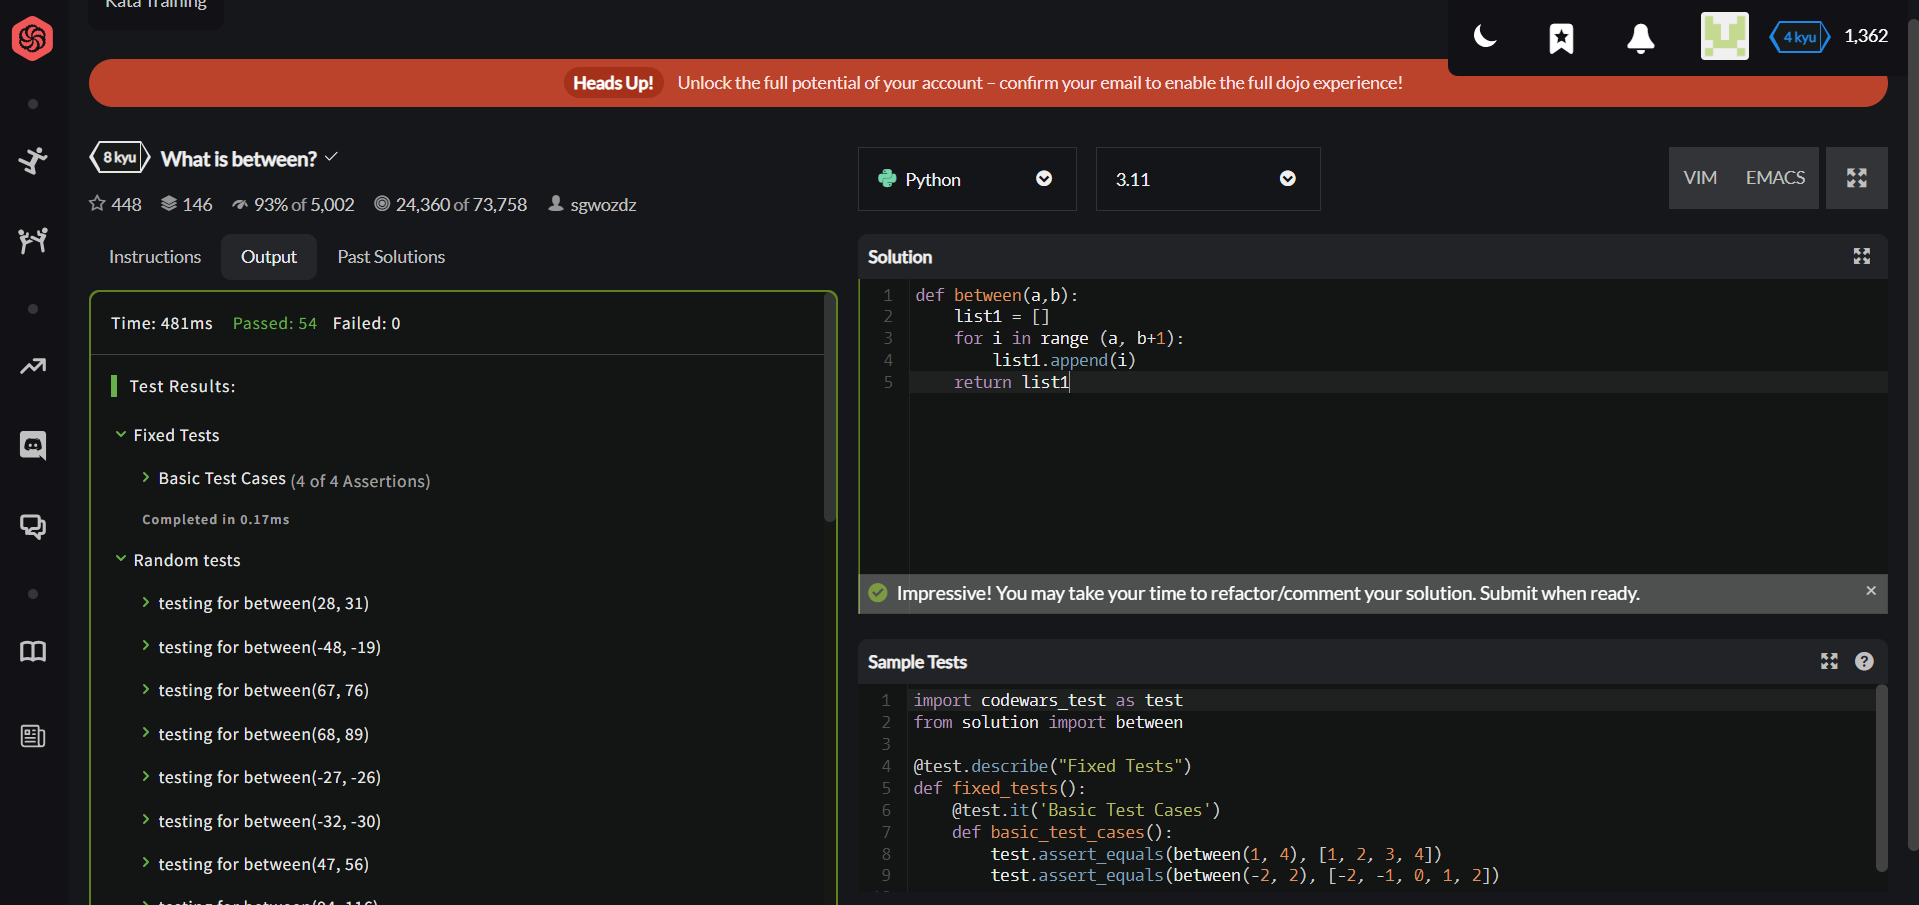 Kata Training
4 kyu 1,362
Heads Up! Unlock the full potential of your account – confirm your email to enable the full dojo experience!
8 kyu What is between?
448 146 93% of 5,002 24,360 of 73,758 sgwozdz
Instructions Output Past Solutions
Time: 481ms Passed: 54 Failed: 0
Test Results:
Fixed Tests
Basic Test Cases (4 of 4 Assertions)
Completed in 0.17ms
Random tests
testing for between(28, 31)
testing for between(-48, -19)
testing for between(67, 76)
testing for between(68, 89)
testing for between(-27, -26)
testing for between(-32, -30)
testing for between(47, 56)
Python 3.11 VIM EMACS
Solution
1 def between(a,b):
2     list1 = []
3     for i in range (a, b+1):
4         list1.append(i)
5     return list1
Impressive! You may take your time to refactor/comment your solution. Submit when ready.
Sample Tests
1 import codewars_test as test
2 from solution import between
3
4 @test.describe("Fixed Tests")
5 def fixed_tests():
6     @test.it('Basic Test Cases')
7     def basic_test_cases():
8         test.assert_equals(between(1, 4), [1, 2, 3, 4])
9         test.assert_equals(between(-2, 2), [-2, -1, 0, 1, 2])